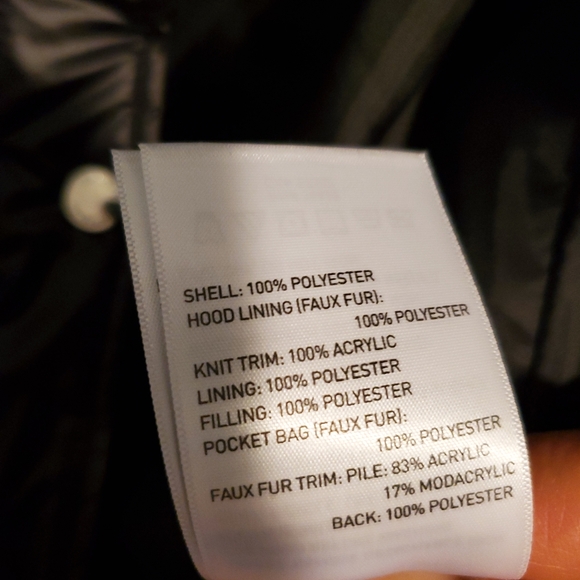 SHELL: 100% POLYESTER
HOOD LINING (FAUX FUR):
100% POLYESTER
KNIT TRIM: 100% ACRYLIC
LINING: 100% POLYESTER
FILLING: 100% POLYESTER
POCKET BAG (FAUX FUR):
100% POLYESTER
FAUX FUR TRIM: PILE: 83% ACRYLIC
17% MODACRYLIC
BACK: 100% POLYESTER